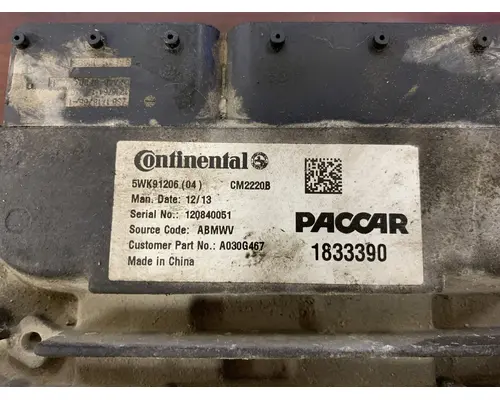 Continental
5WK91206 (04) CM2220B
Man. Date: 12/13
Serial No.: 120840051
Source Code: ABMWV
Customer Part No.: A030G467
Made in China
PACCAR
1833390